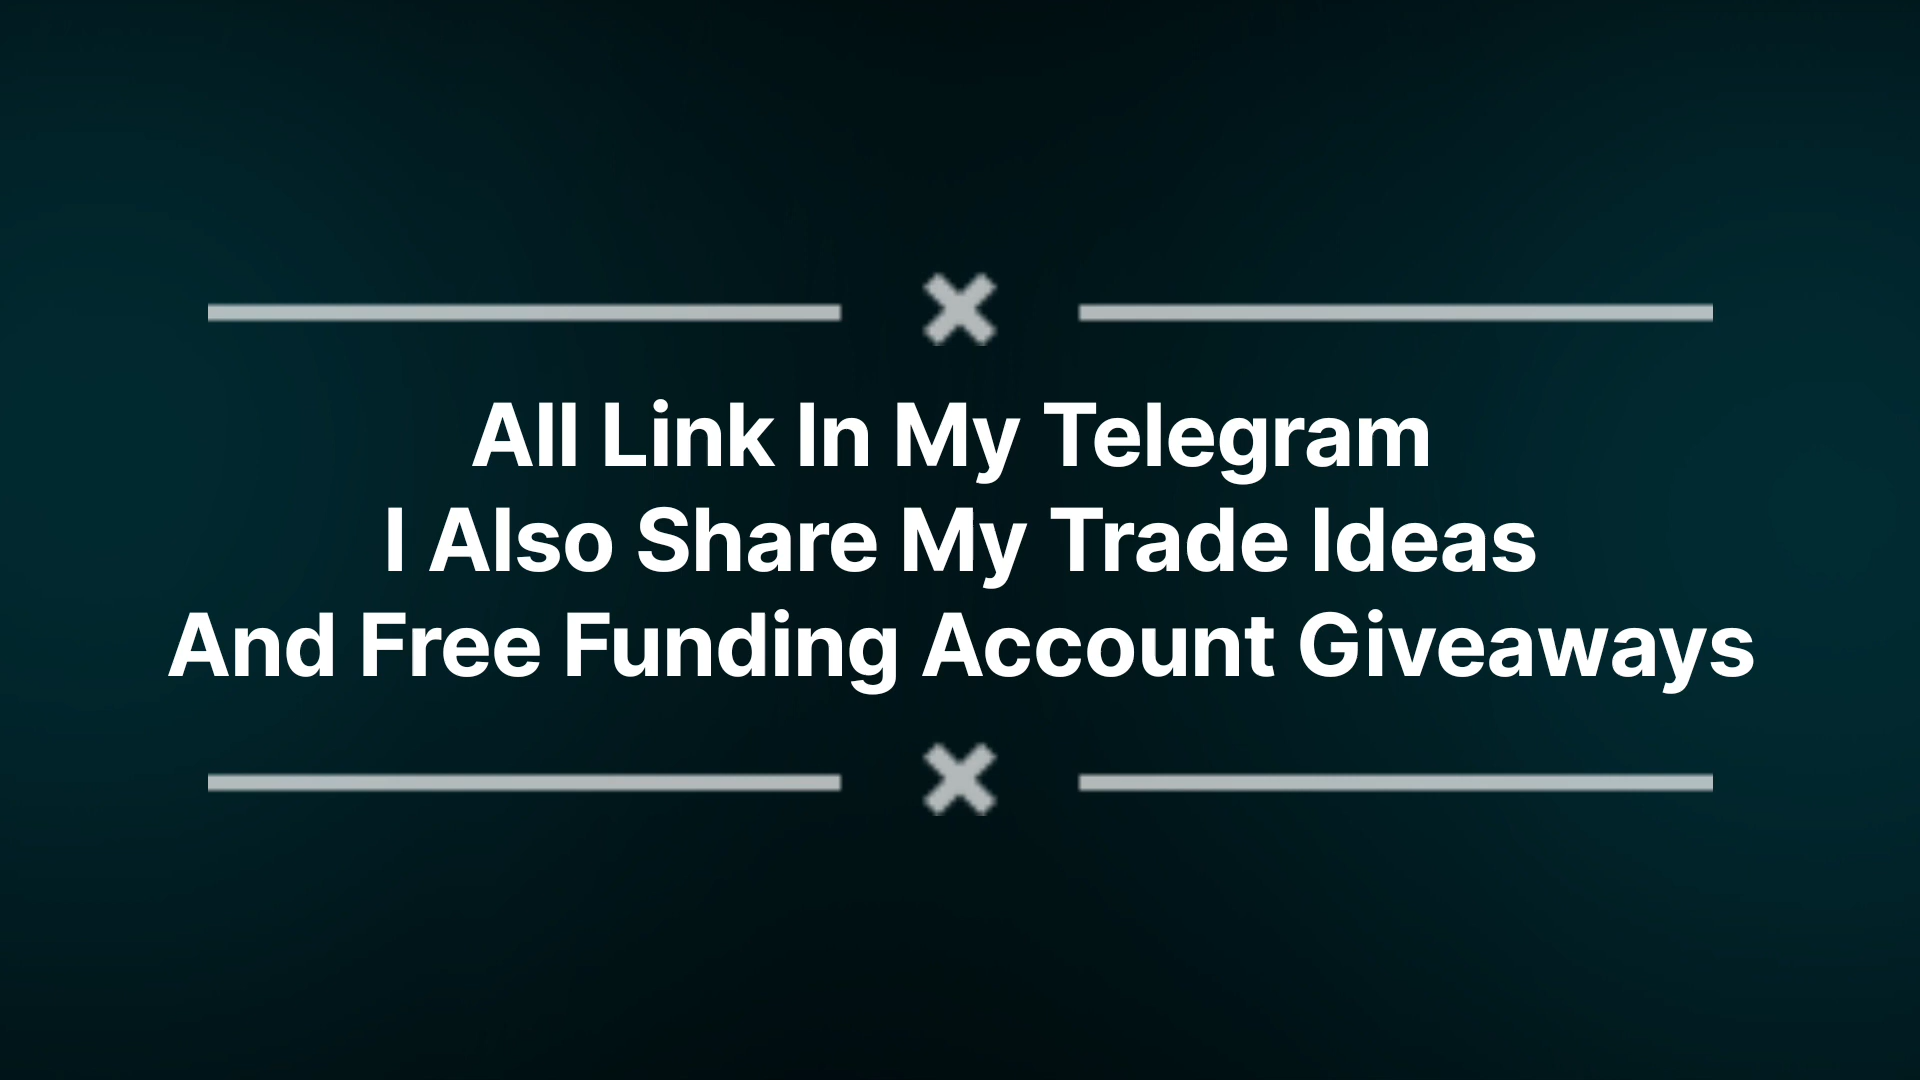 All Link In My Telegram
I Also Share My Trade Ideas
And Free Funding Account Giveaways